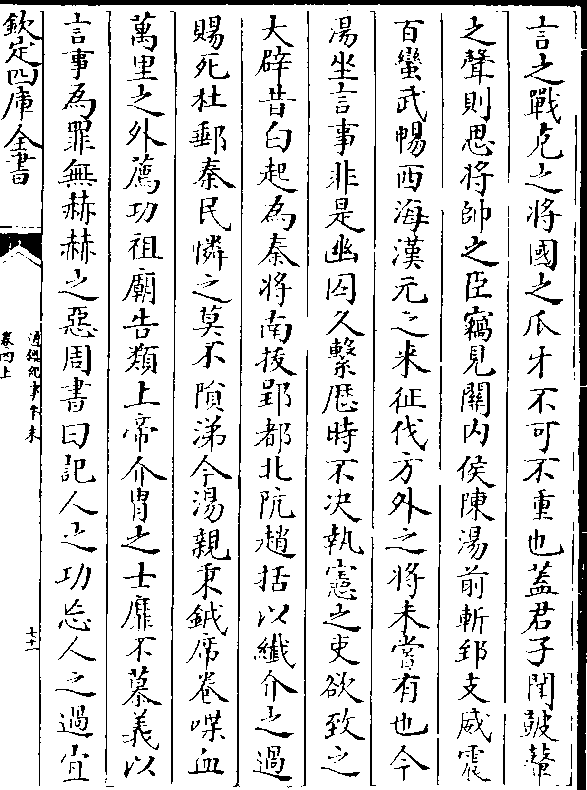 言之戰克之將國之爪牙不可不重也蓋君子聞鼓鼙
之聲則思將帥之臣竊見關内侯陳湯前斬郅支威震
百蠻武暢西海漢元之来征伐方外之將未嘗有也今
湯坐言事非是幽囚久繫歴時不決執憲之吏欲致之
大辟昔白起為秦將南拔郢都北阬趙括以纖介之過
賜死杜郵秦民憐之莫不隕涕今湯親秉鉞席卷喋血
萬里之外薦功祖廟告類上帝介胄之士靡不慕義以
言事為罪無赫赫之惡周書曰記人之功忘人之過宜
欽定四庫全書
通鑑紀事本末
卷四上
七十一